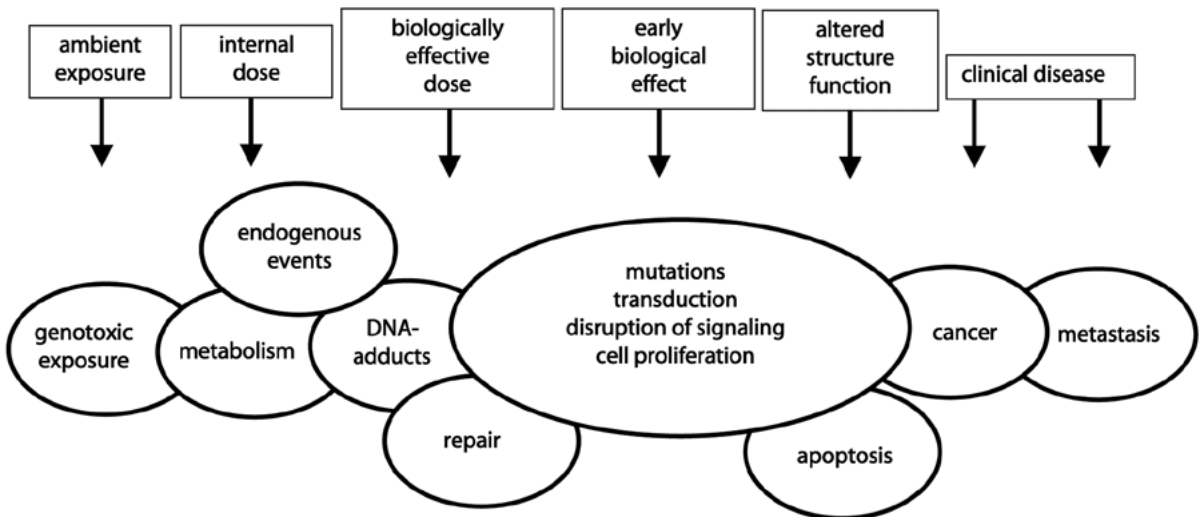 ambient
exposure
internal
dose
biologically
effective
dose
early
biological
effect
altered
structure
function
clinical disease
endogenous
events
genotoxic
exposure
metabolism
DNA-
adducts
repair
mutations
transduction
disruption of signaling
cell proliferation
apoptosis
cancer
metastasis